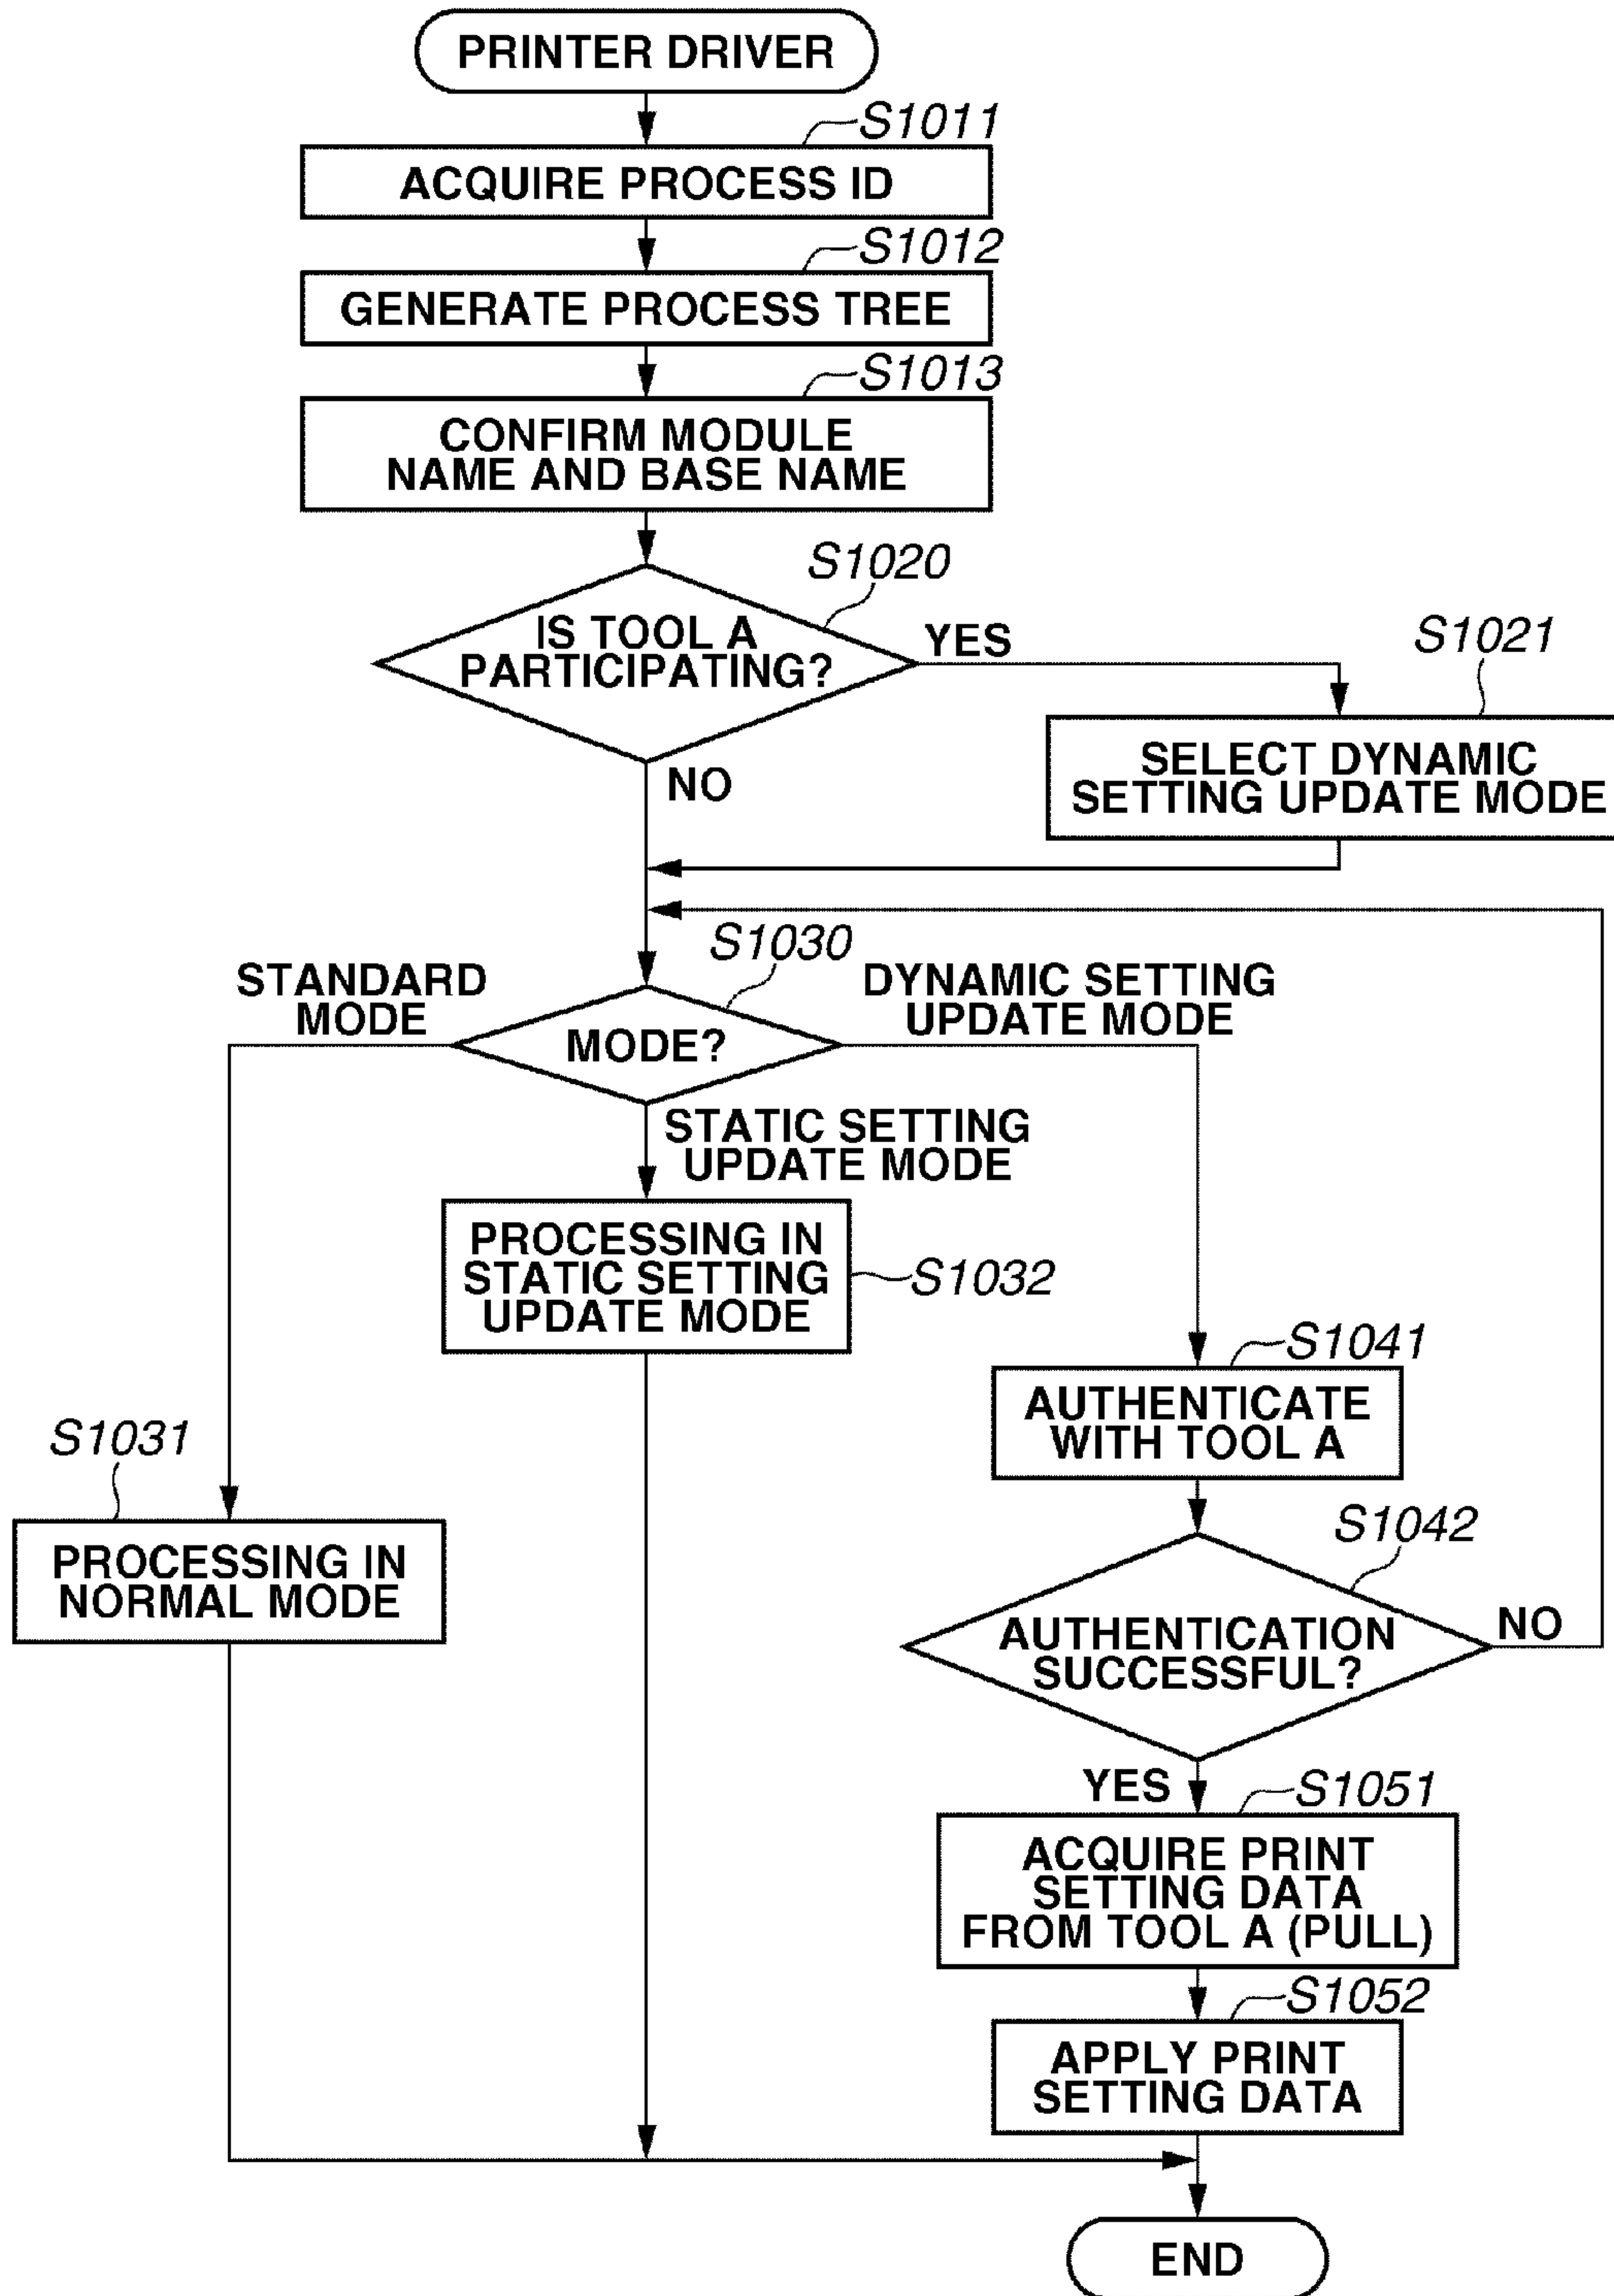 PRINTER DRIVER
S1011
ACQUIRE PROCESS ID
S1012
GENERATE PROCESS TREE
S1013
CONFIRM MODULE
NAME AND BASE NAME
S1020
IS TOOL A
PARTICIPATING?
YES
S1021
SELECT DYNAMIC
SETTING UPDATE MODE
NO
S1030
STANDARD
MODE
MODE?
DYNAMIC SETTING
UPDATE MODE
STATIC SETTING
UPDATE MODE
PROCESSING IN
STATIC SETTING
UPDATE MODE
S1032
S1041
AUTHENTICATE
WITH TOOL A
S1031
PROCESSING IN
NORMAL MODE
S1042
AUTHENTICATION
SUCCESSFUL?
NO
YES
S1051
ACQUIRE PRINT
SETTING DATA
FROM TOOL A (PULL)
S1052
APPLY PRINT
SETTING DATA
END